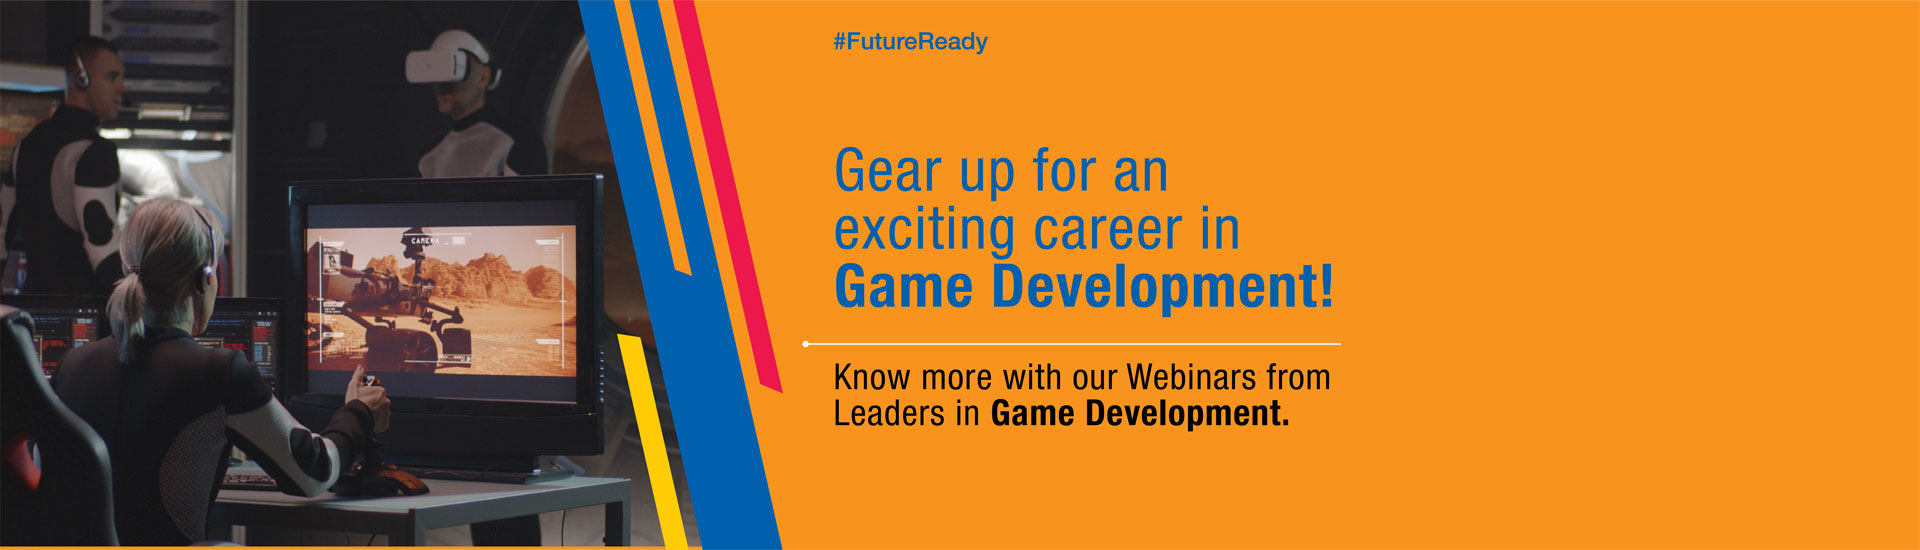 #FutureReady
Gear up for an
exciting career in
Game Development!
Know more with our Webinars from
Leaders in Game Development.
CAMERA